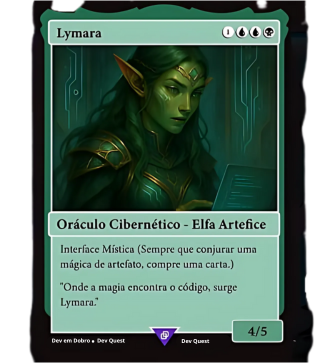 Lymara 1
Oráculo Cibernético - Elfa Artefice
Interface Mística (Sempre que conjurar uma
mágica de artefato, compre uma carta.)
"Onde a magia encontra o código, surge
Lymara."
4/5
Dev em Dobro ● Dev Quest
Dev Quest